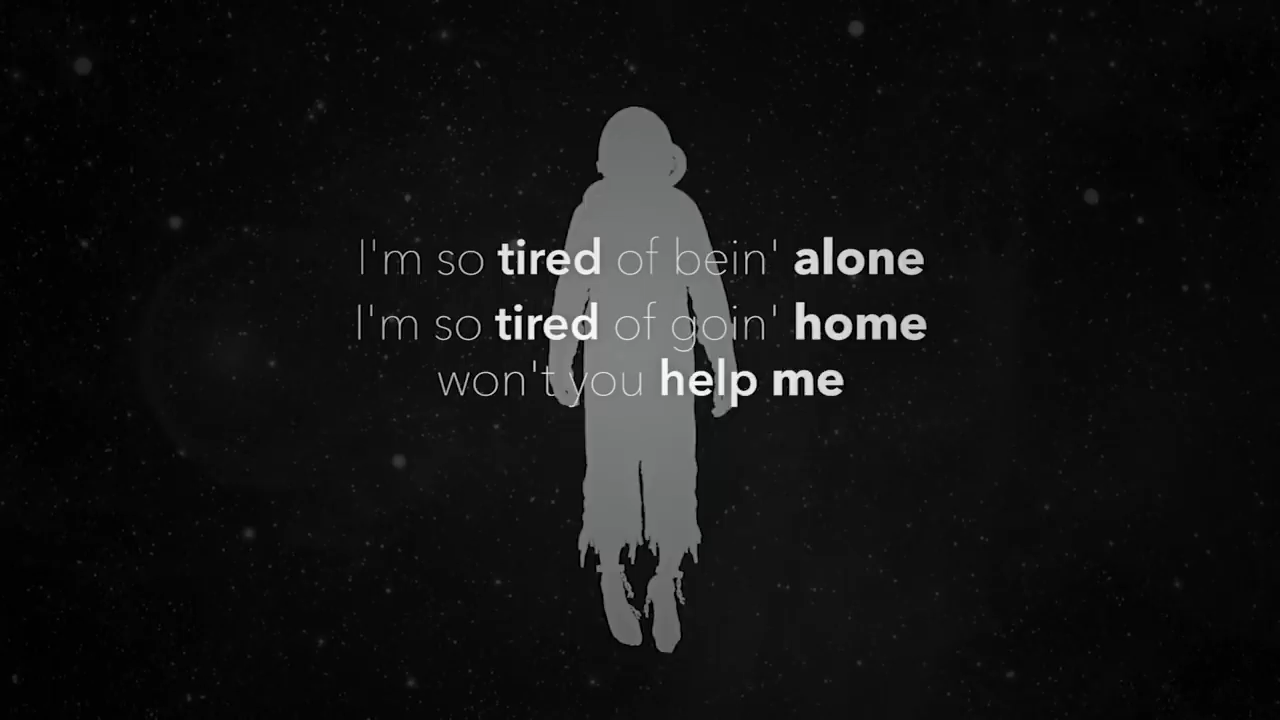 I'm so tired of bein' alone
I'm so tired of goin' home
won't you help me